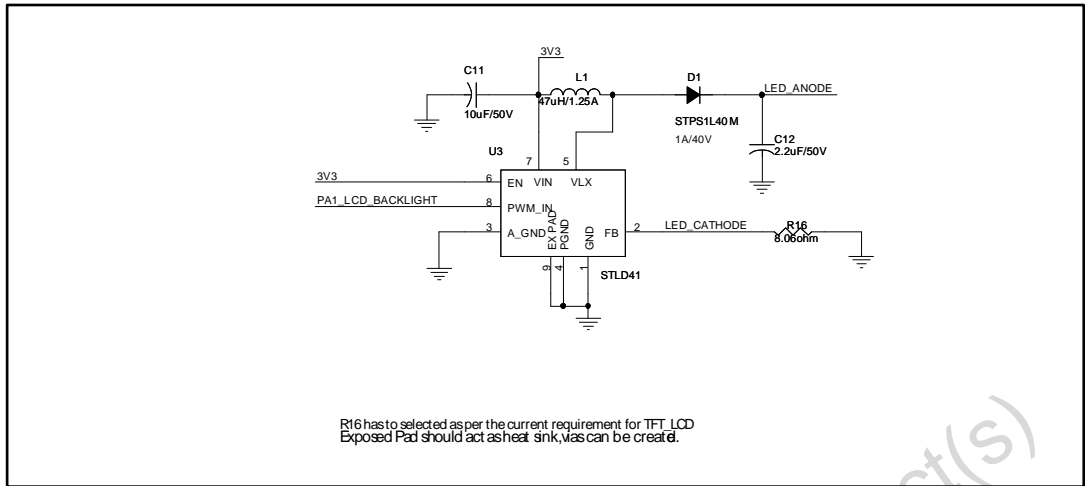 3V3
C11
10uF/50V
L1
47uH/1.25A
D1
STPS1L40M
1A/40V
LED_ANODE
C12
2.2uF/50V
U3
7
5
VIN
VLX
3V3
6
EN
PA1_LCD_BACKLIGHT
8
PWM_IN
3
A_GND
EXPAD
PGND
GND
FB
2
LED_CATHODE
R16
8.06ohm
9
4
1
STLD41
R16 has to selected as per the current requirement for TFT_LCD
Exposed Pad should act as heat sink,vias can be created.
ct(s)